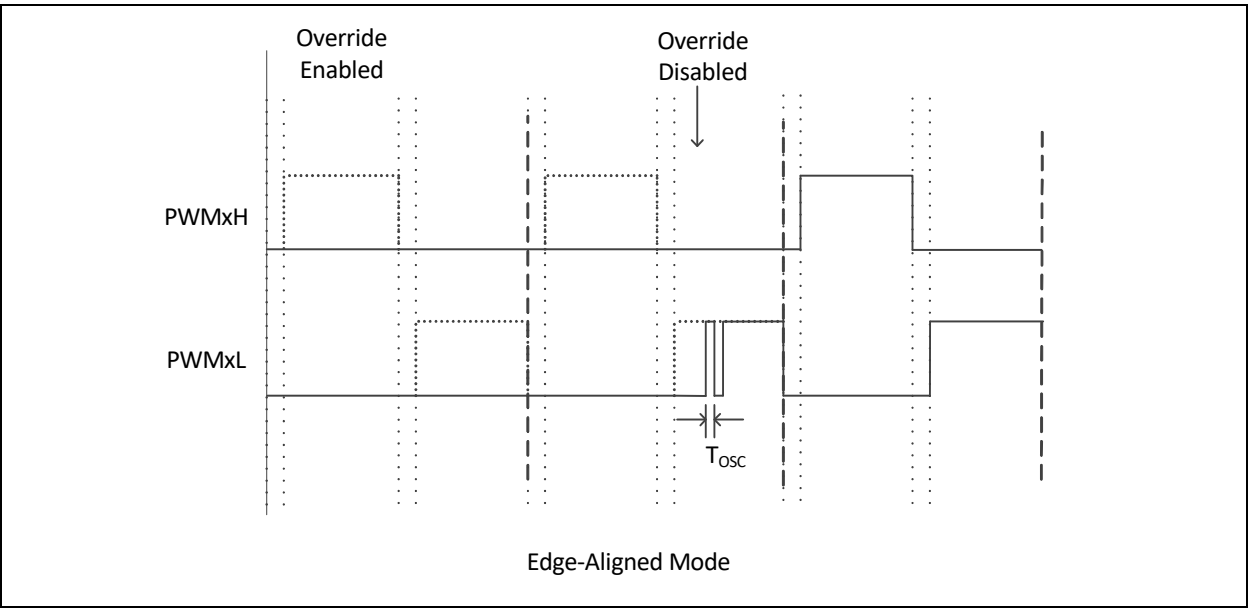 Override
Enabled
Override
Disabled
PWMxH
PWMxL
TOSC
Edge-Aligned Mode